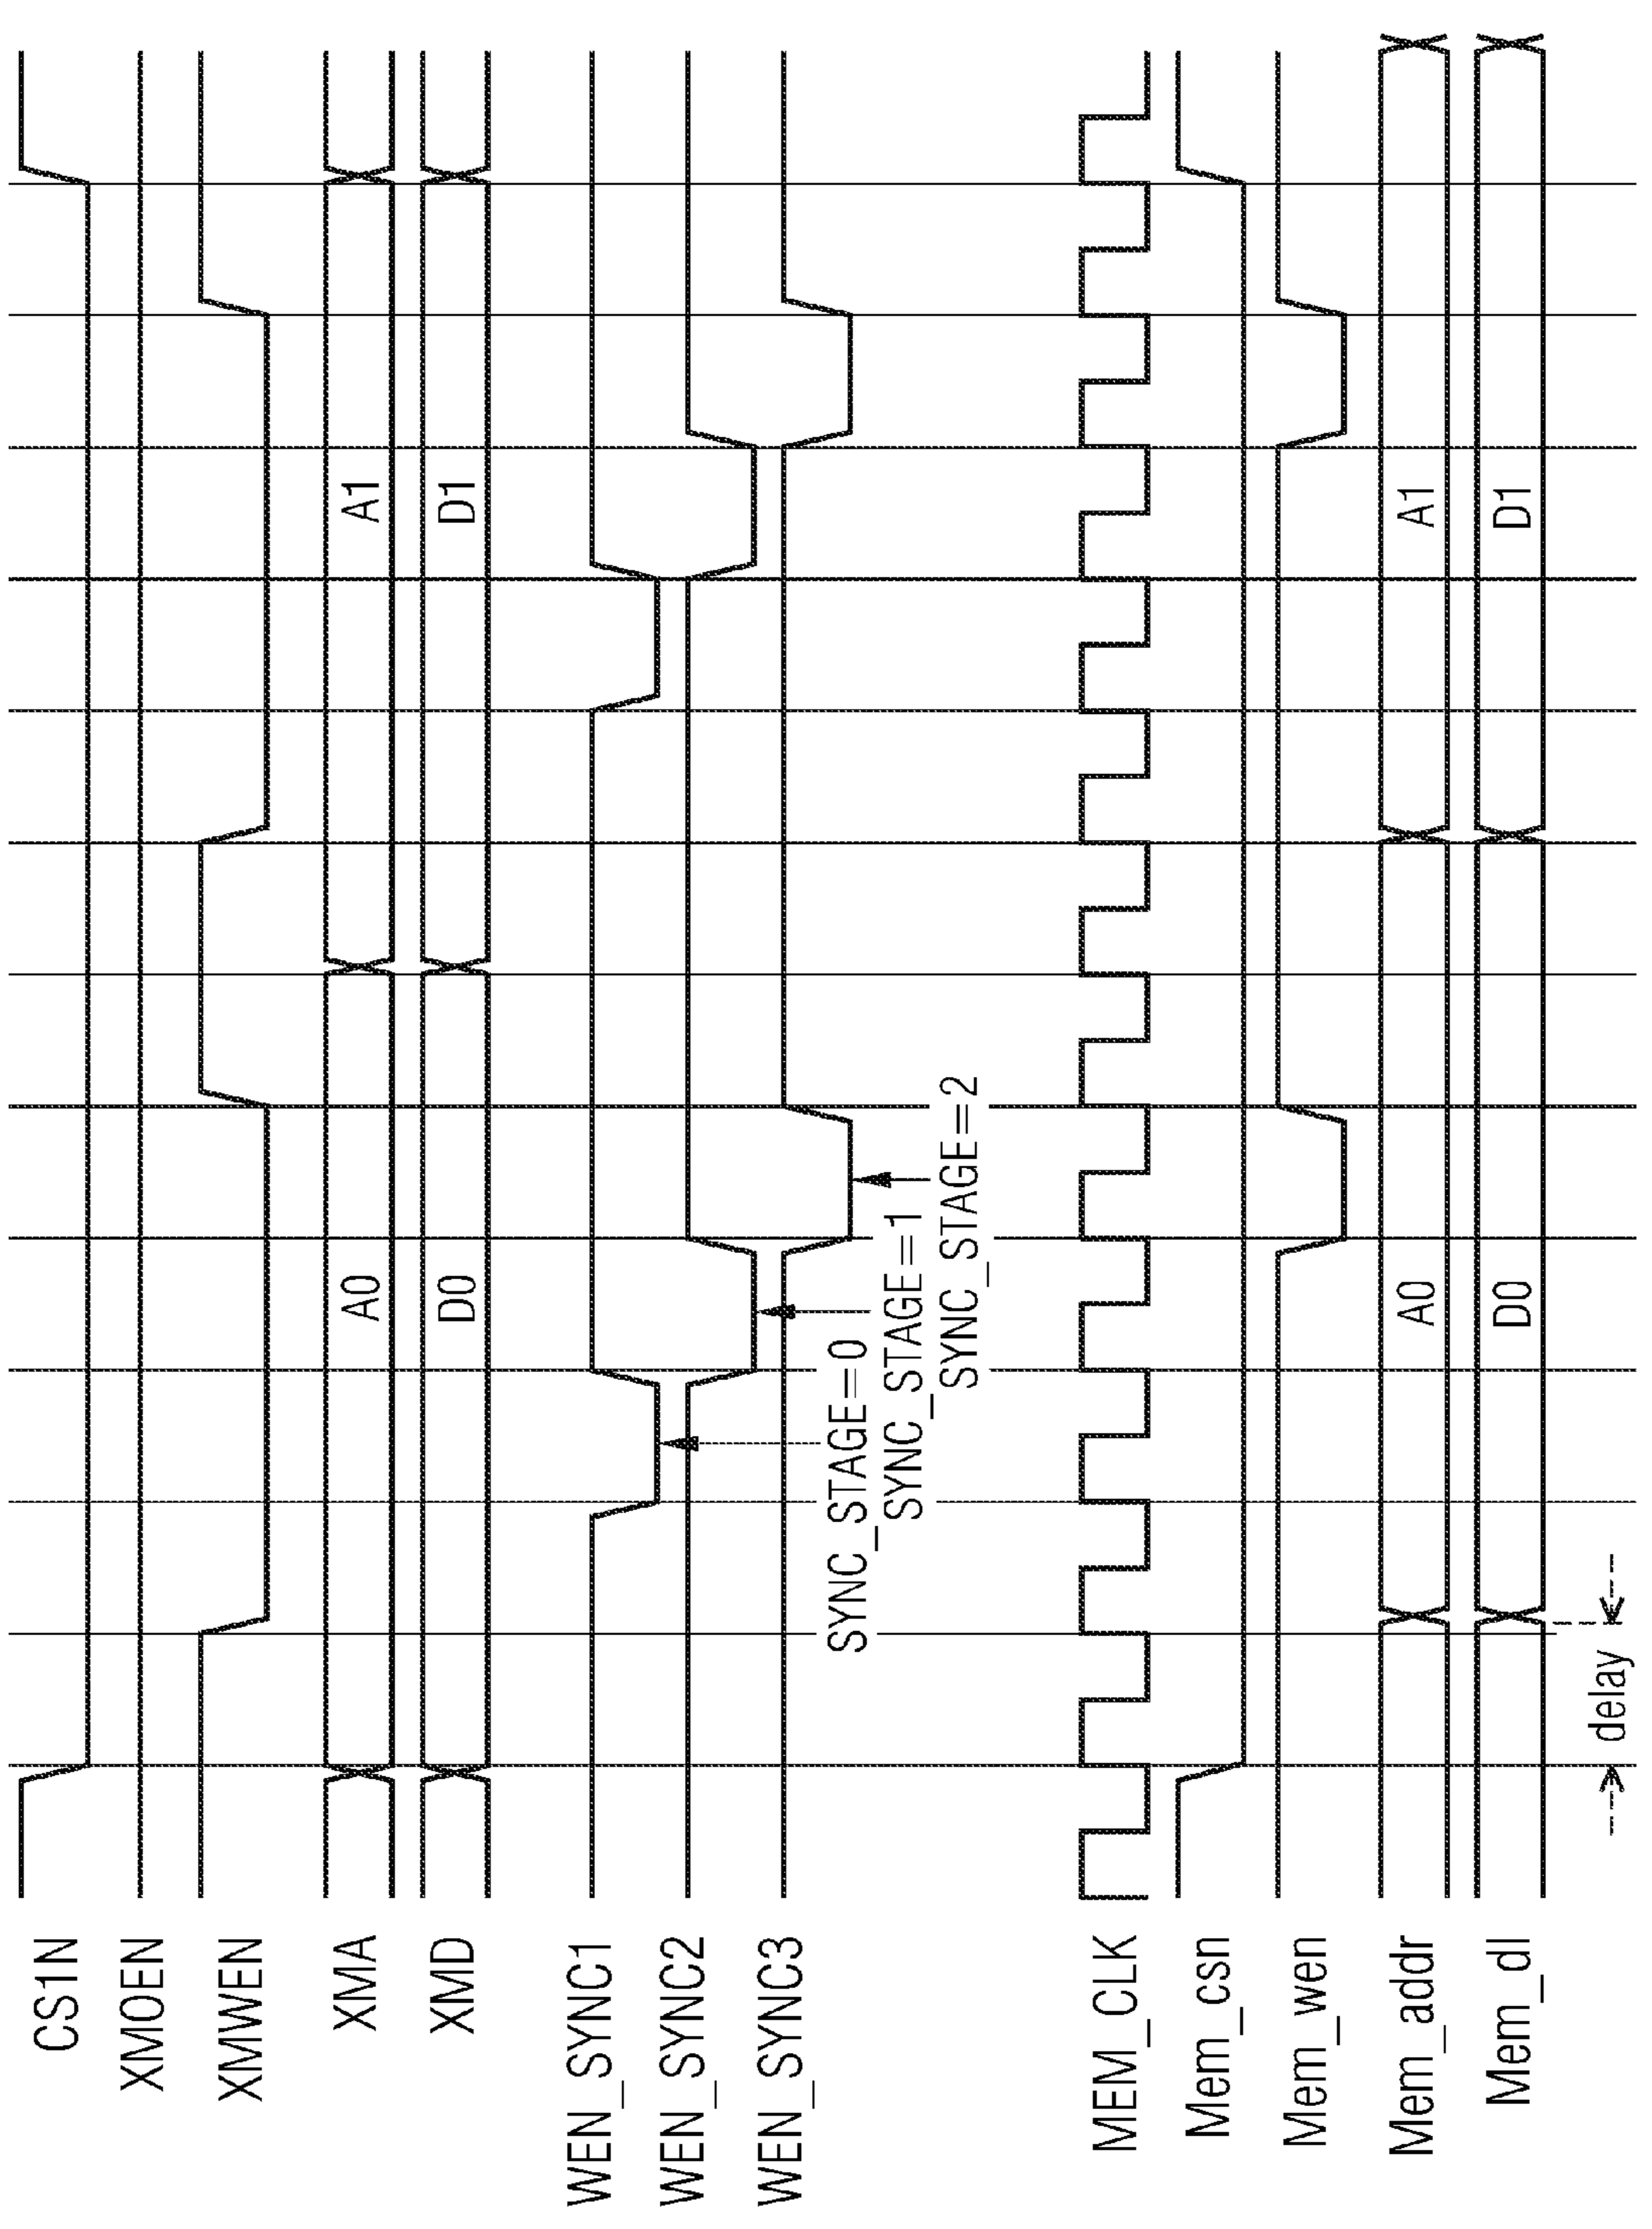 CS1N
XMOEN
XMWEN
XMA
A0
A1
XMD
D0
D1
WEN_SYNC1
WEN_SYNC2
WEN_SYNC3
SYNC_STAGE=0
SYNC_STAGE=1
SYNC_STAGE=2
MEM_CLK
Mem_csn
Mem_wen
Mem_addr
A0
A1
Mem_dl
D0
D1
delay